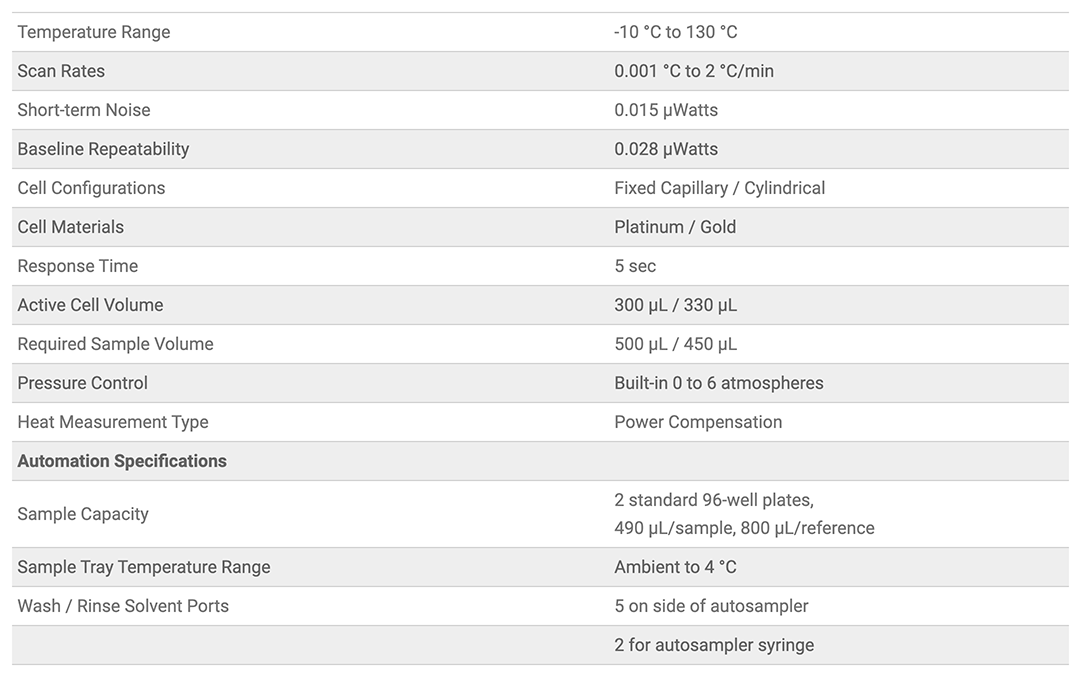 Temperature Range -10 °C to 130 °C
Scan Rates 0.001 °C to 2 °C/min
Short-term Noise 0.015 µWatts
Baseline Repeatability 0.028 µWatts
Cell Configurations Fixed Capillary / Cylindrical
Cell Materials Platinum / Gold
Response Time 5 sec
Active Cell Volume 300 µL / 330 µL
Required Sample Volume 500 µL / 450 µL
Pressure Control Built-in 0 to 6 atmospheres
Heat Measurement Type Power Compensation
Automation Specifications
Sample Capacity 2 standard 96-well plates,
490 µL/sample, 800 µL/reference
Sample Tray Temperature Range Ambient to 4 °C
Wash / Rinse Solvent Ports 5 on side of autosampler
2 for autosampler syringe